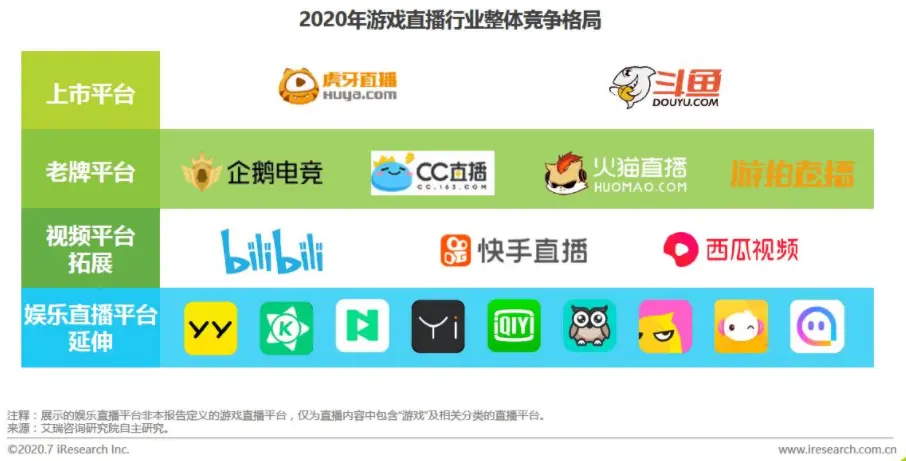 2020年游戏直播行业整体竞争格局
上市平台
虎牙直播
HUYa.com
斗鱼
DOUYU.COM
老牌平台
企鹅电竞
CC直播
CC.163.COM
火猫直播
HUOMAO.COM
游拍直播
视频平台
拓展
bilibili
快手直播
西瓜视频
娱乐直播平台
延伸
YY
K
N
Yi
iQIY
注释:展示的娱乐直播平台非本报告定义的游戏直播平台,仅为直播内容中包含“游戏”及相关分类的直播平台。
来源:艾瑞咨询研究院自主研究。
©2020.7 iResearch Inc.
www.iresearch.com.cn